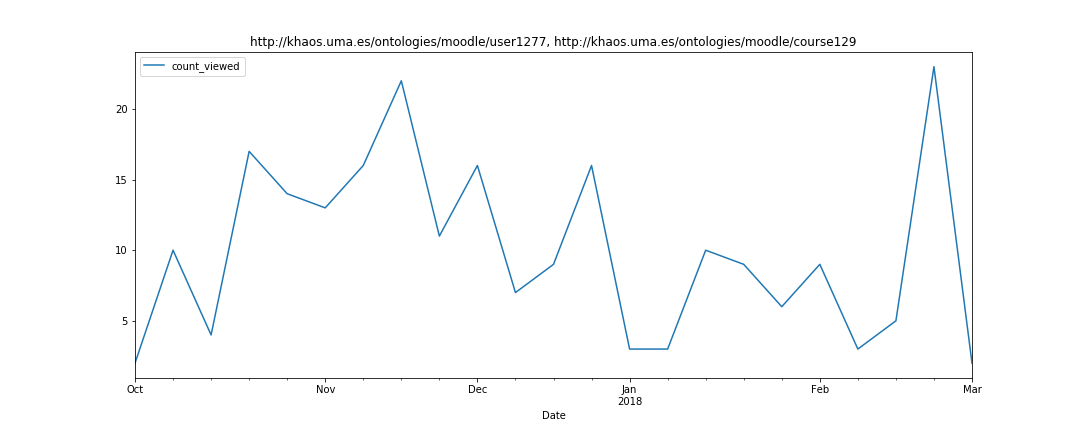 http://khaos.uma.es/ontologies/moodle/user1277, http://khaos.uma.es/ontologies/moodle/course129
count_viewed
20
15
10
5
Oct Nov Dec Jan Feb Mar
2018
Date